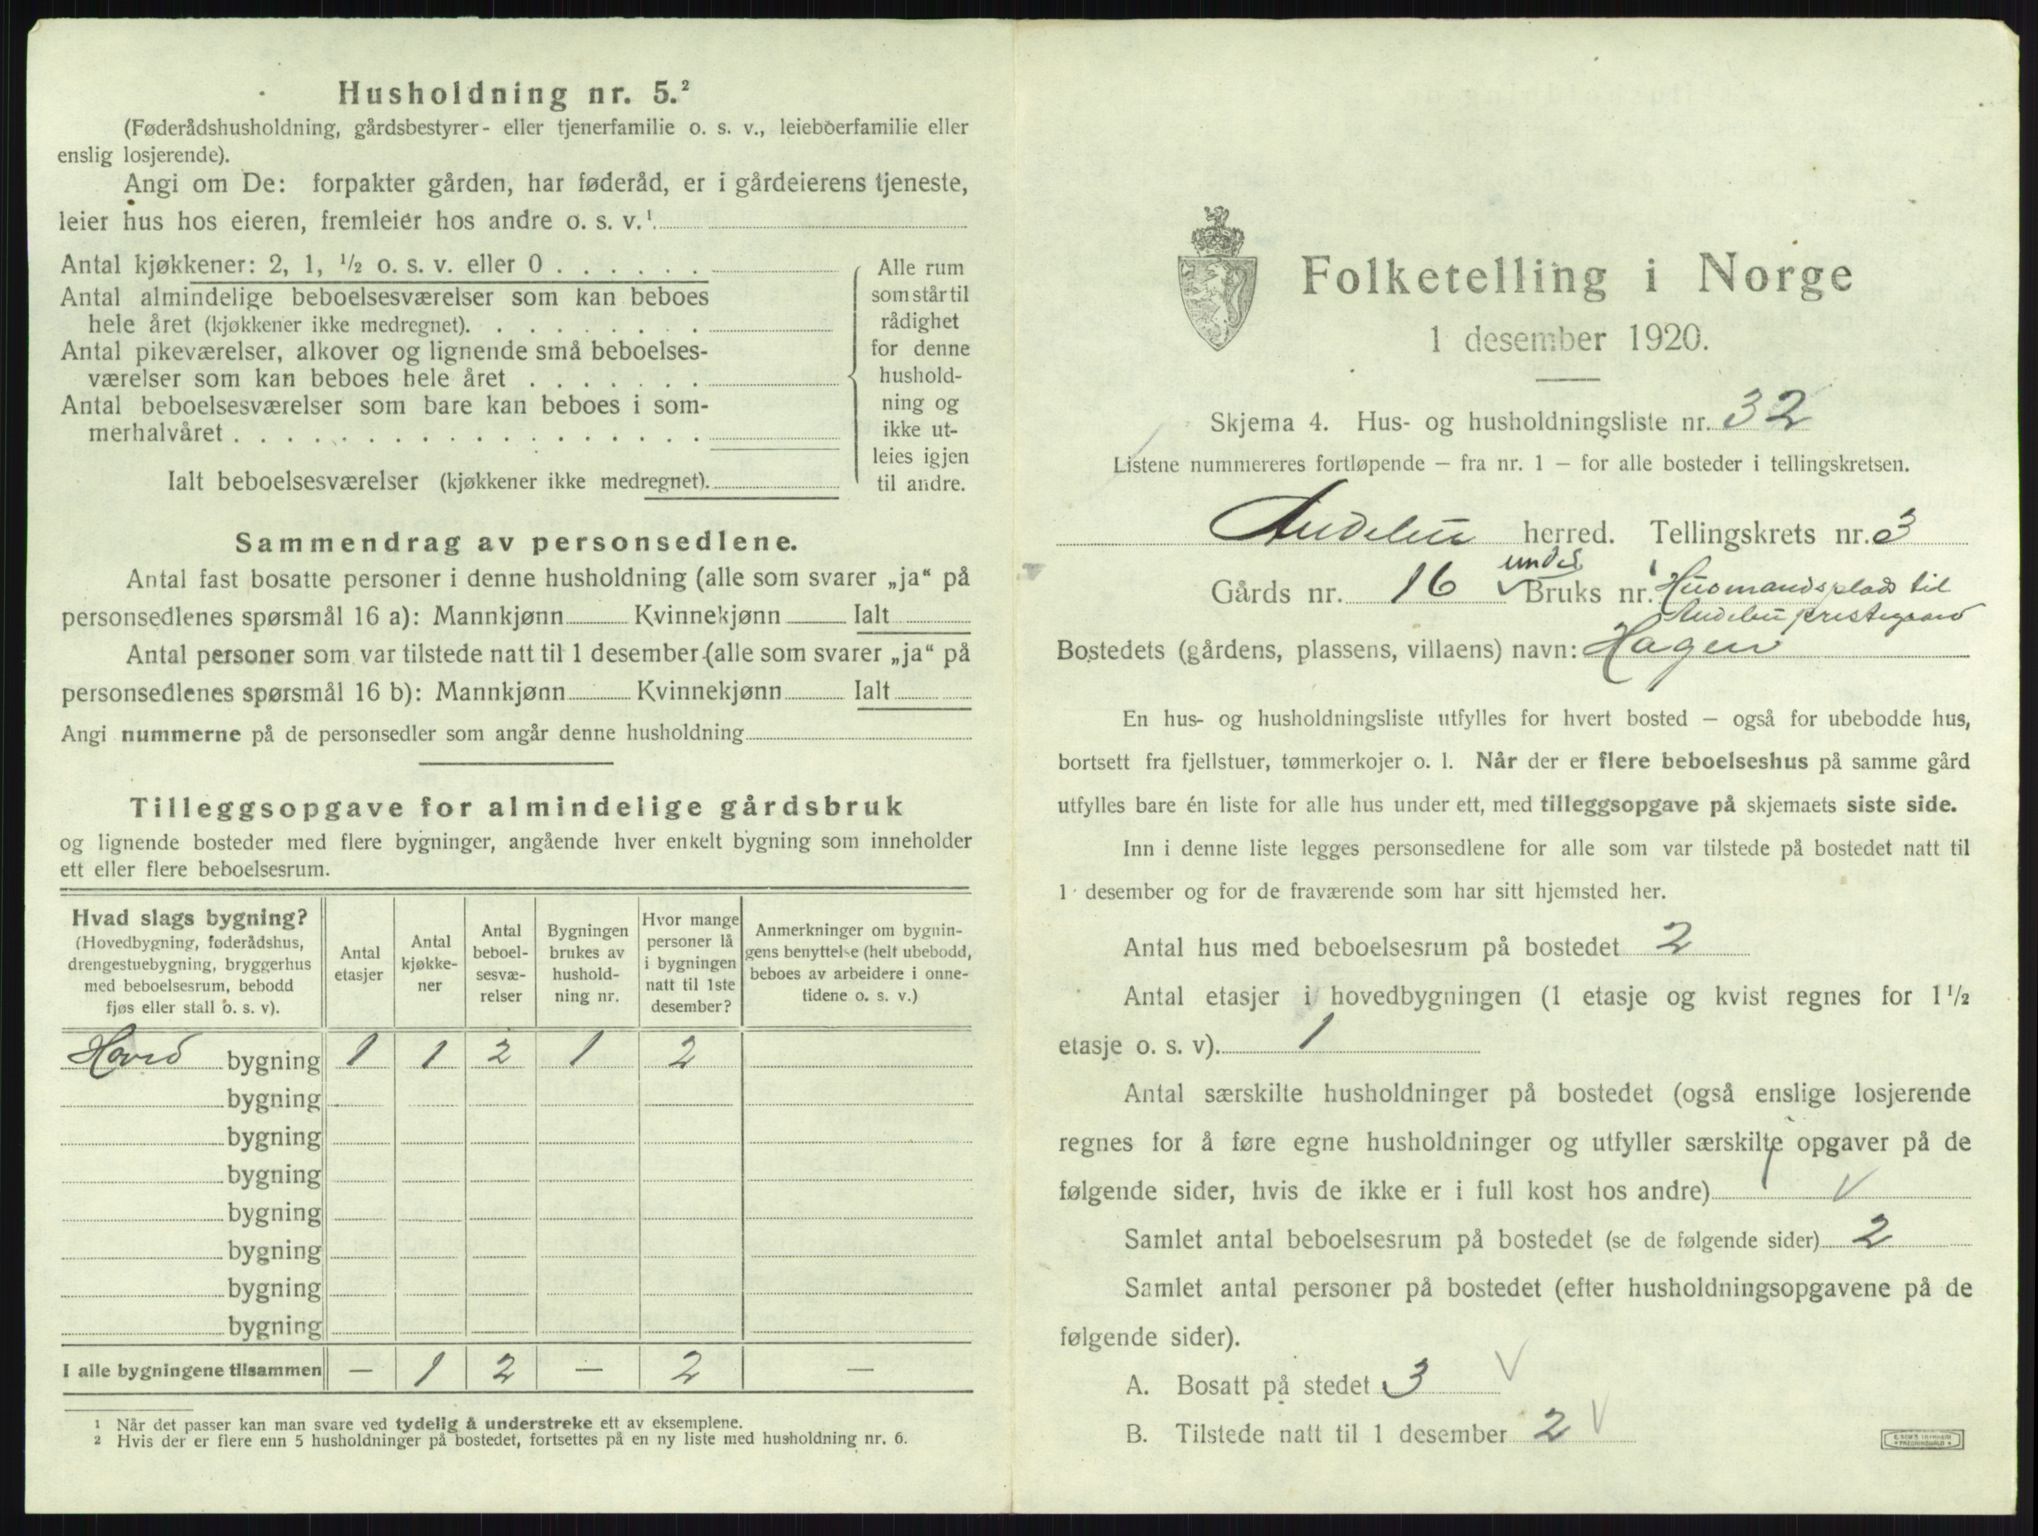 Husholdning nr. 5.²
(Føderådshusholdning, gårdsbestyrer- eller tjenerfamilie o. s. v., leieboerfamilie eller
enslig losjerende).
Angi om De: forpakter gården, har føderåd, er i gårdeierens tjeneste,
leier hus hos eieren, fremleier hos andre o. s. v.¹
Antal kjøkkener: 2, 1, ¹/₂ o. s. v. eller 0 . . . . . .
Antal almindelige beboelsesværelser som kan beboes
hele året (kjøkkener ikke medregnet). . . . . . . . .
Antal pikeværelser, alkover og lignende små beboelses-
værelser som kan beboes hele året . . . . . . .
Antal beboelsesværelser som bare kan beboes i som-
merhalvåret . . . . . . . . . . . . . . . . . .
Ialt beboelsesværelser (kjøkkener ikke medregnet).
Alle rum
som står til
rådighet
for denne
hushold-
ning og
ikke ut-
leies igjen
til andre.
Sammendrag av personsedlene.
Antal fast bosatte personer i denne husholdning (alle som svarer „ja“ på
personsedlenes spørsmål 16 a): Mannkjønn Kvinnekjønn Ialt
Antal personer som var tilstede natt til 1 desember (alle som svarer „ja“ på
personsedlenes spørsmål 16 b): Mannkjønn Kvinnekjønn Ialt
Angi nummerne på de personsedler som angår denne husholdning
Tilleggsopgave for almindelige gårdsbruk
og lignende bosteder med flere bygninger, angående hver enkelt bygning som inneholder
ett eller flere beboelsesrum.
Hvad slags bygning?
(Hovedbygning, føderådshus,
drengestuebygning, bryggerhus
med beboelsesrum, bebodd
fjøs eller stall o. s. v).
Antal
etasjer
Antal
kjøkke-
ner
Antal
beboel-
sesvæ-
relser
Bygningen
brukes av
hushold-
ning nr.
Hvor mange
personer lå
i bygningen
natt til 1ste
desember?
Anmerkninger om bygnin-
gens benyttelse (helt ubebodd,
beboes av arbeidere i onne-
tidene o. s. v.)
Hoved bygning 1 1 2 1 2
bygning
bygning
bygning
bygning
bygning
bygning
bygning
I alle bygningene tilsammen — 1 2 — 2 —
¹ Når det passer kan man svare ved tydelig å understreke ett av eksemplene.
² Hvis der er flere enn 5 husholdninger på bostedet, fortsettes på en ny liste med husholdning nr. 6.
Folketelling i Norge
1 desember 1920.
Skjema 4. Hus- og husholdningsliste nr. 32
Listene nummereres fortløpende – fra nr. 1 – for alle bosteder i tellingskretsen.
Andebu herred. Tellingskrets nr. 3
under
Gårds nr. 16 ✓ Bruks nr. 1 Husmandsplads til
Andebu prestegaard
Bostedets (gårdens, plassens, villaens) navn: Hagen
En hus- og husholdningsliste utfylles for hvert bosted – også for ubebodde hus,
bortsett fra fjellstuer, tømmerkojer o. l. Når der er flere beboelseshus på samme gård
utfylles bare én liste for alle hus under ett, med tilleggsopgave på skjemaets siste side.
Inn i denne liste legges personsedlene for alle som var tilstede på bostedet natt til
1 desember og for de fraværende som har sitt hjemsted her.
Antal hus med beboelsesrum på bostedet 2
Antal etasjer i hovedbygningen (1 etasje og kvist regnes for 1¹/₂
etasje o. s. v). 1
Antal særskilte husholdninger på bostedet (også enslige losjerende
regnes for å føre egne husholdninger og utfyller særskilte opgaver på de
følgende sider, hvis de ikke er i full kost hos andre) 1 ✓
Samlet antal beboelsesrum på bostedet (se de følgende sider) 2
Samlet antal personer på bostedet (efter husholdningsopgavene på de
følgende sider).
A. Bosatt på stedet 3 ✓
B. Tilstede natt til 1 desember 2 ✓